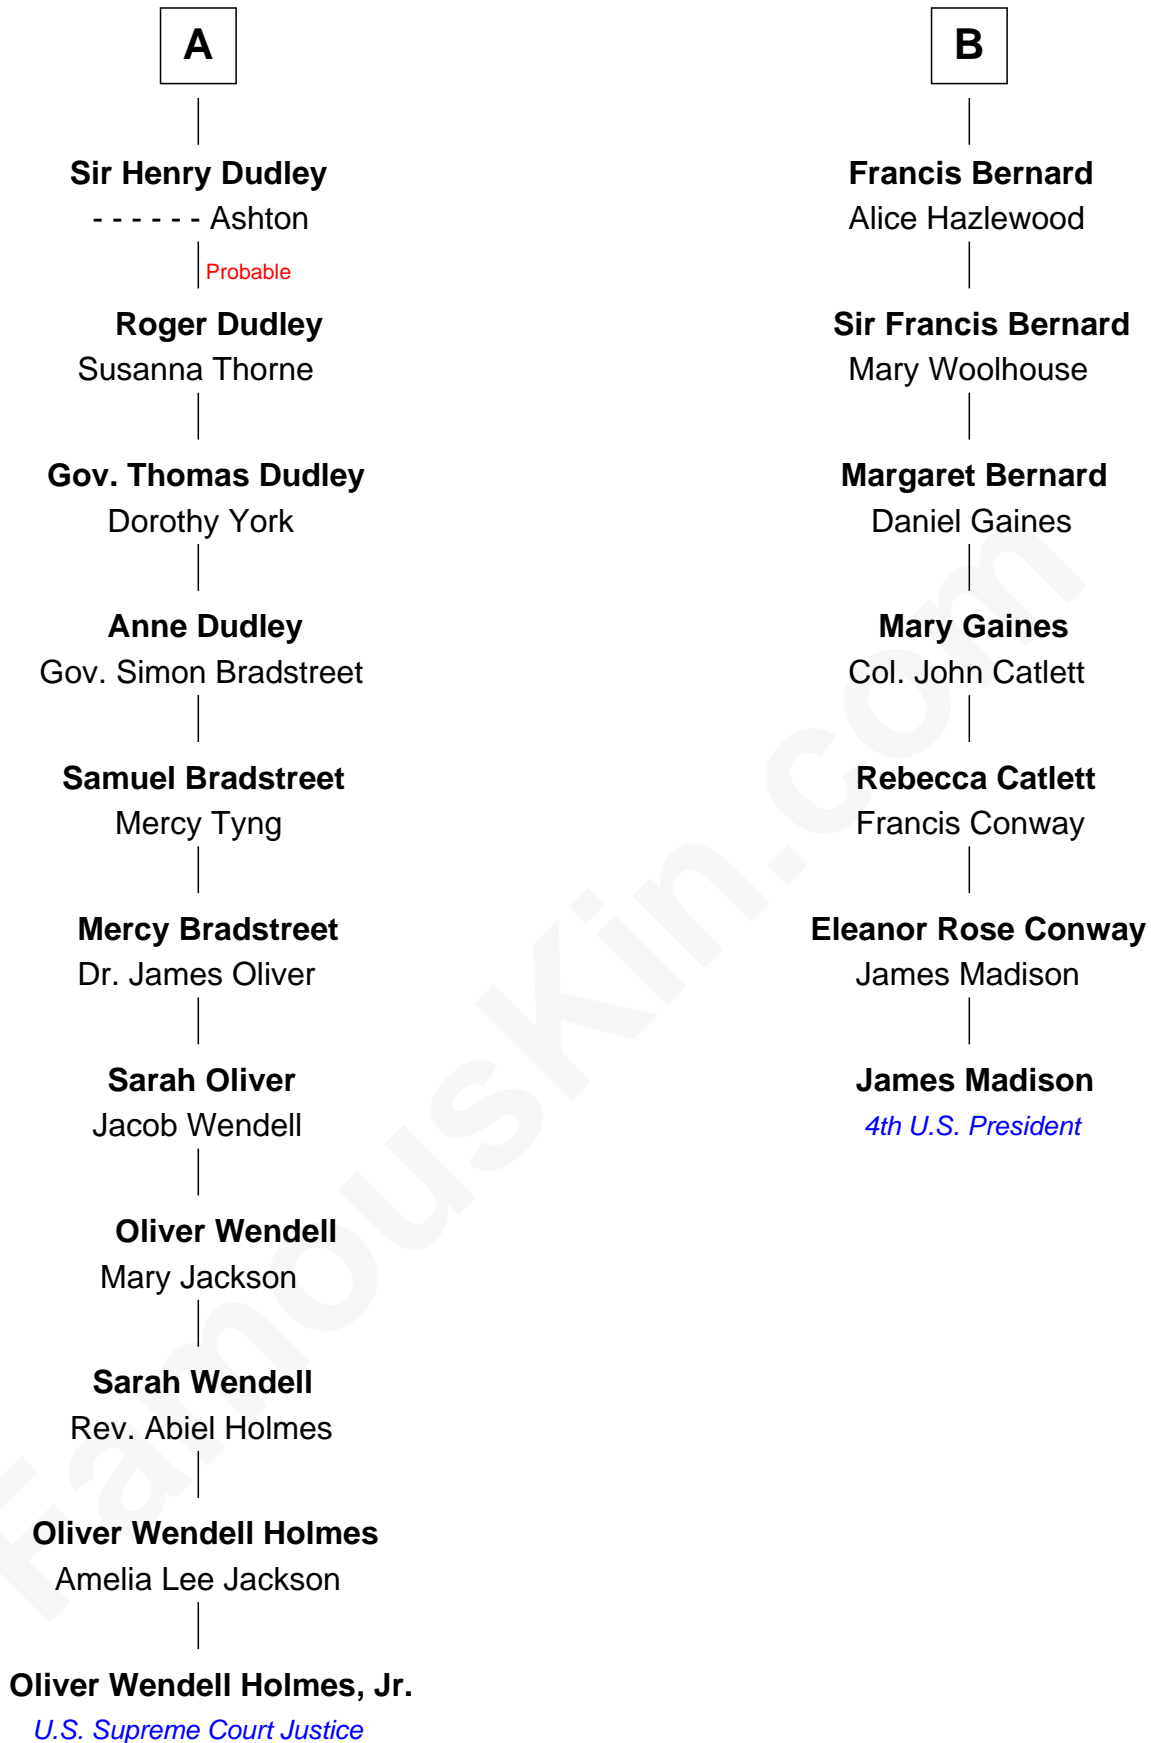 A
Sir Henry Dudley
- - - - - - Ashton
Probable
Roger Dudley
Susanna Thorne
Gov. Thomas Dudley
Dorothy York
Anne Dudley
Gov. Simon Bradstreet
Samuel Bradstreet
Mercy Tyng
Mercy Bradstreet
Dr. James Oliver
Sarah Oliver
Jacob Wendell
Oliver Wendell
Mary Jackson
Sarah Wendell
Rev. Abiel Holmes
Oliver Wendell Holmes
Amelia Lee Jackson
Oliver Wendell Holmes, Jr.
U.S. Supreme Court Justice
B
Francis Bernard
Alice Hazlewood
Sir Francis Bernard
Mary Woolhouse
Margaret Bernard
Daniel Gaines
Mary Gaines
Col. John Catlett
Rebecca Catlett
Francis Conway
Eleanor Rose Conway
James Madison
James Madison
4th U.S. President
FamousKin.com